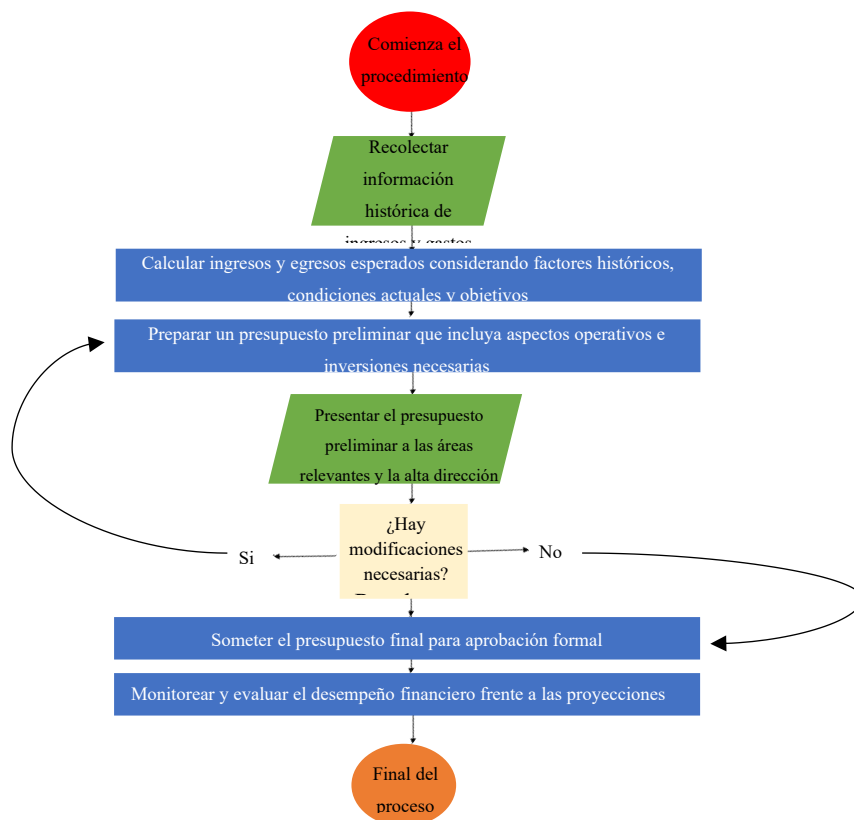 Comienza el
procedimiento
Recolectar
información
histórica de
ingresos y gastos
Calcular ingresos y egresos esperados considerando factores históricos,
condiciones actuales y objetivos
Preparar un presupuesto preliminar que incluya aspectos operativos e
inversiones necesarias
Presentar el presupuesto
preliminar a las áreas
relevantes y la alta dirección
¿Hay
modificaciones
necesarias?
Si
No
Someter el presupuesto final para aprobación formal
Monitorear y evaluar el desempeño financiero frente a las proyecciones
Final del
proceso